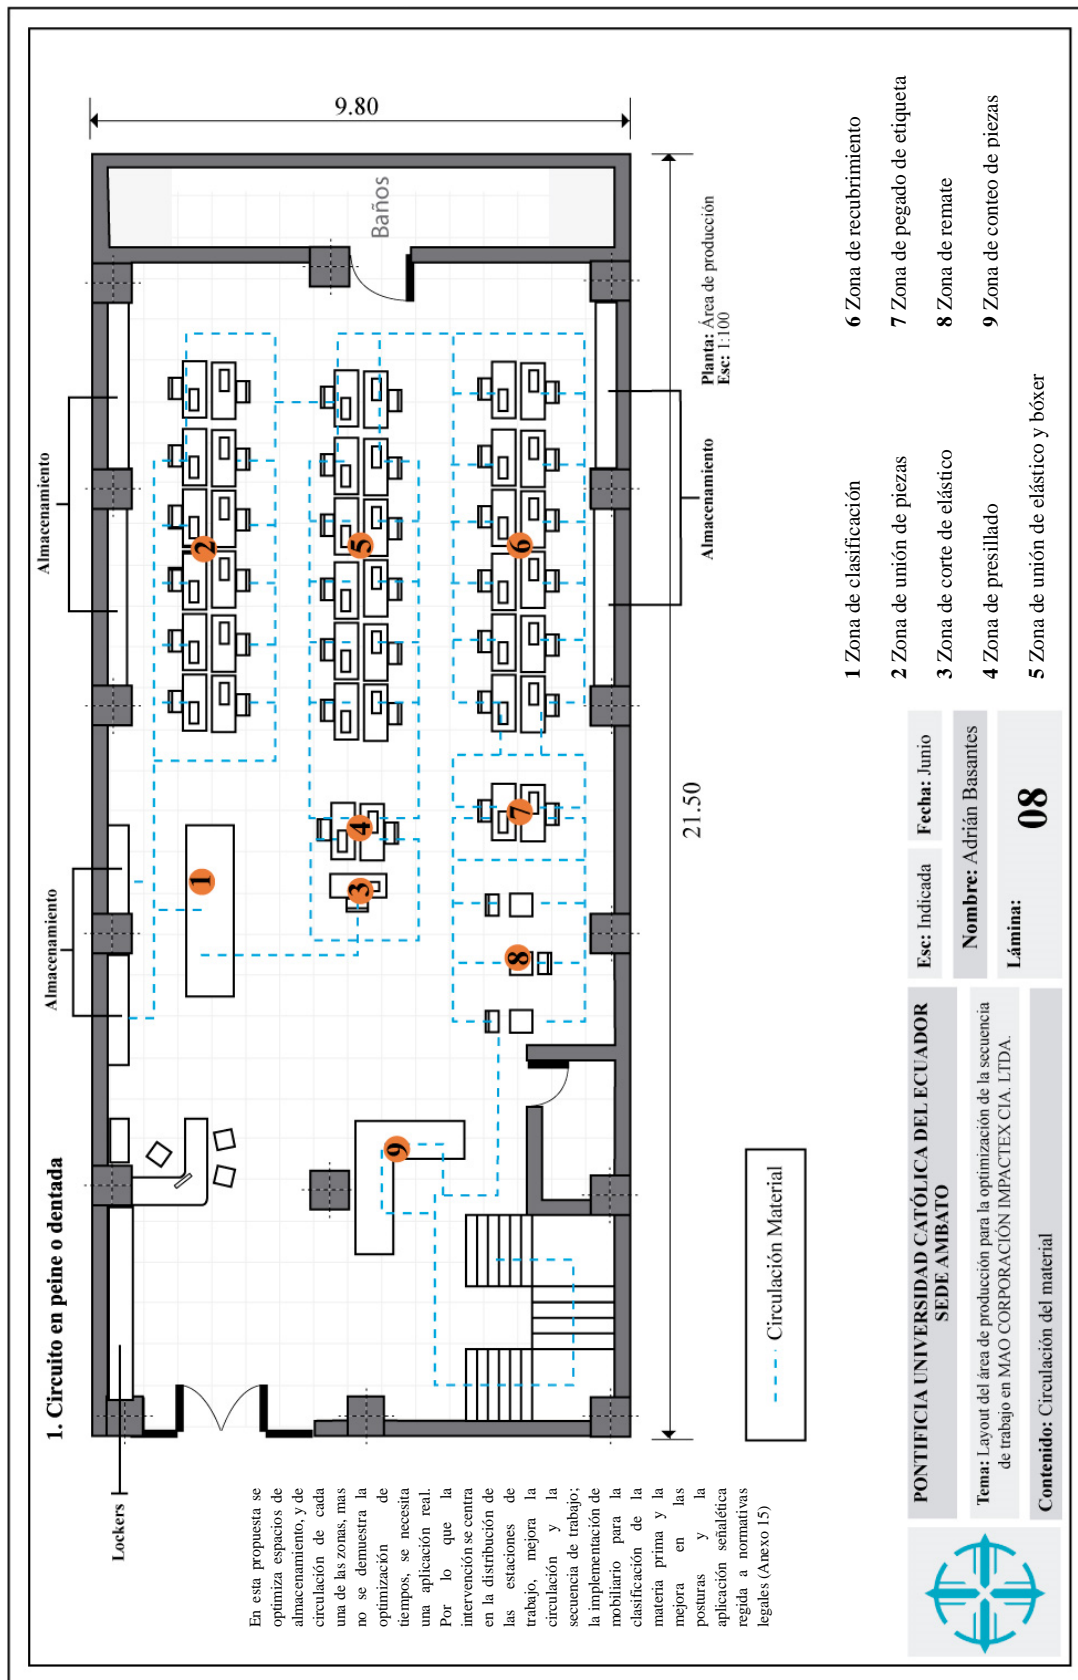 1. Circuito en peine o dentada
Lockers
Almacenamiento
Almacenamiento
Baños
9.80
1
2
3
4
5
6
7
8
9
Almacenamiento
Planta: Área de producción
Esc: 1:100
21.50
En esta propuesta se
optimiza espacios de
almacenamiento, y de
circulación de cada
una de las zonas, mas
no se demuestra la
optimización de
tiempos, se necesita
una aplicación real.
Por lo que la
intervención se centra
en la distribución de
las estaciones de
trabajo, mejora la
circulación y la
secuencia de trabajo;
la implementación de
mobiliario para la
clasificación de la
materia prima y la
mejora en las
posturas y la
aplicación señalética
regida a normativas
legales (Anexo 15)
Circulación Material
1 Zona de clasificación
2 Zona de unión de piezas
3 Zona de corte de elástico
4 Zona de presillado
5 Zona de unión de elástico y bóxer
6 Zona de recubrimiento
7 Zona de pegado de etiqueta
8 Zona de remate
9 Zona de conteo de piezas
PONTIFICIA UNIVERSIDAD CATÓLICA DEL ECUADOR
SEDE AMBATO
Tema: Layout del área de producción para la optimización de la secuencia
de trabajo en MAO CORPORACIÓN IMPACTEX CIA. LTDA.
Contenido: Circulación del material
Esc: Indicada
Fecha: Junio
Nombre: Adrián Basantes
Lámina:
08